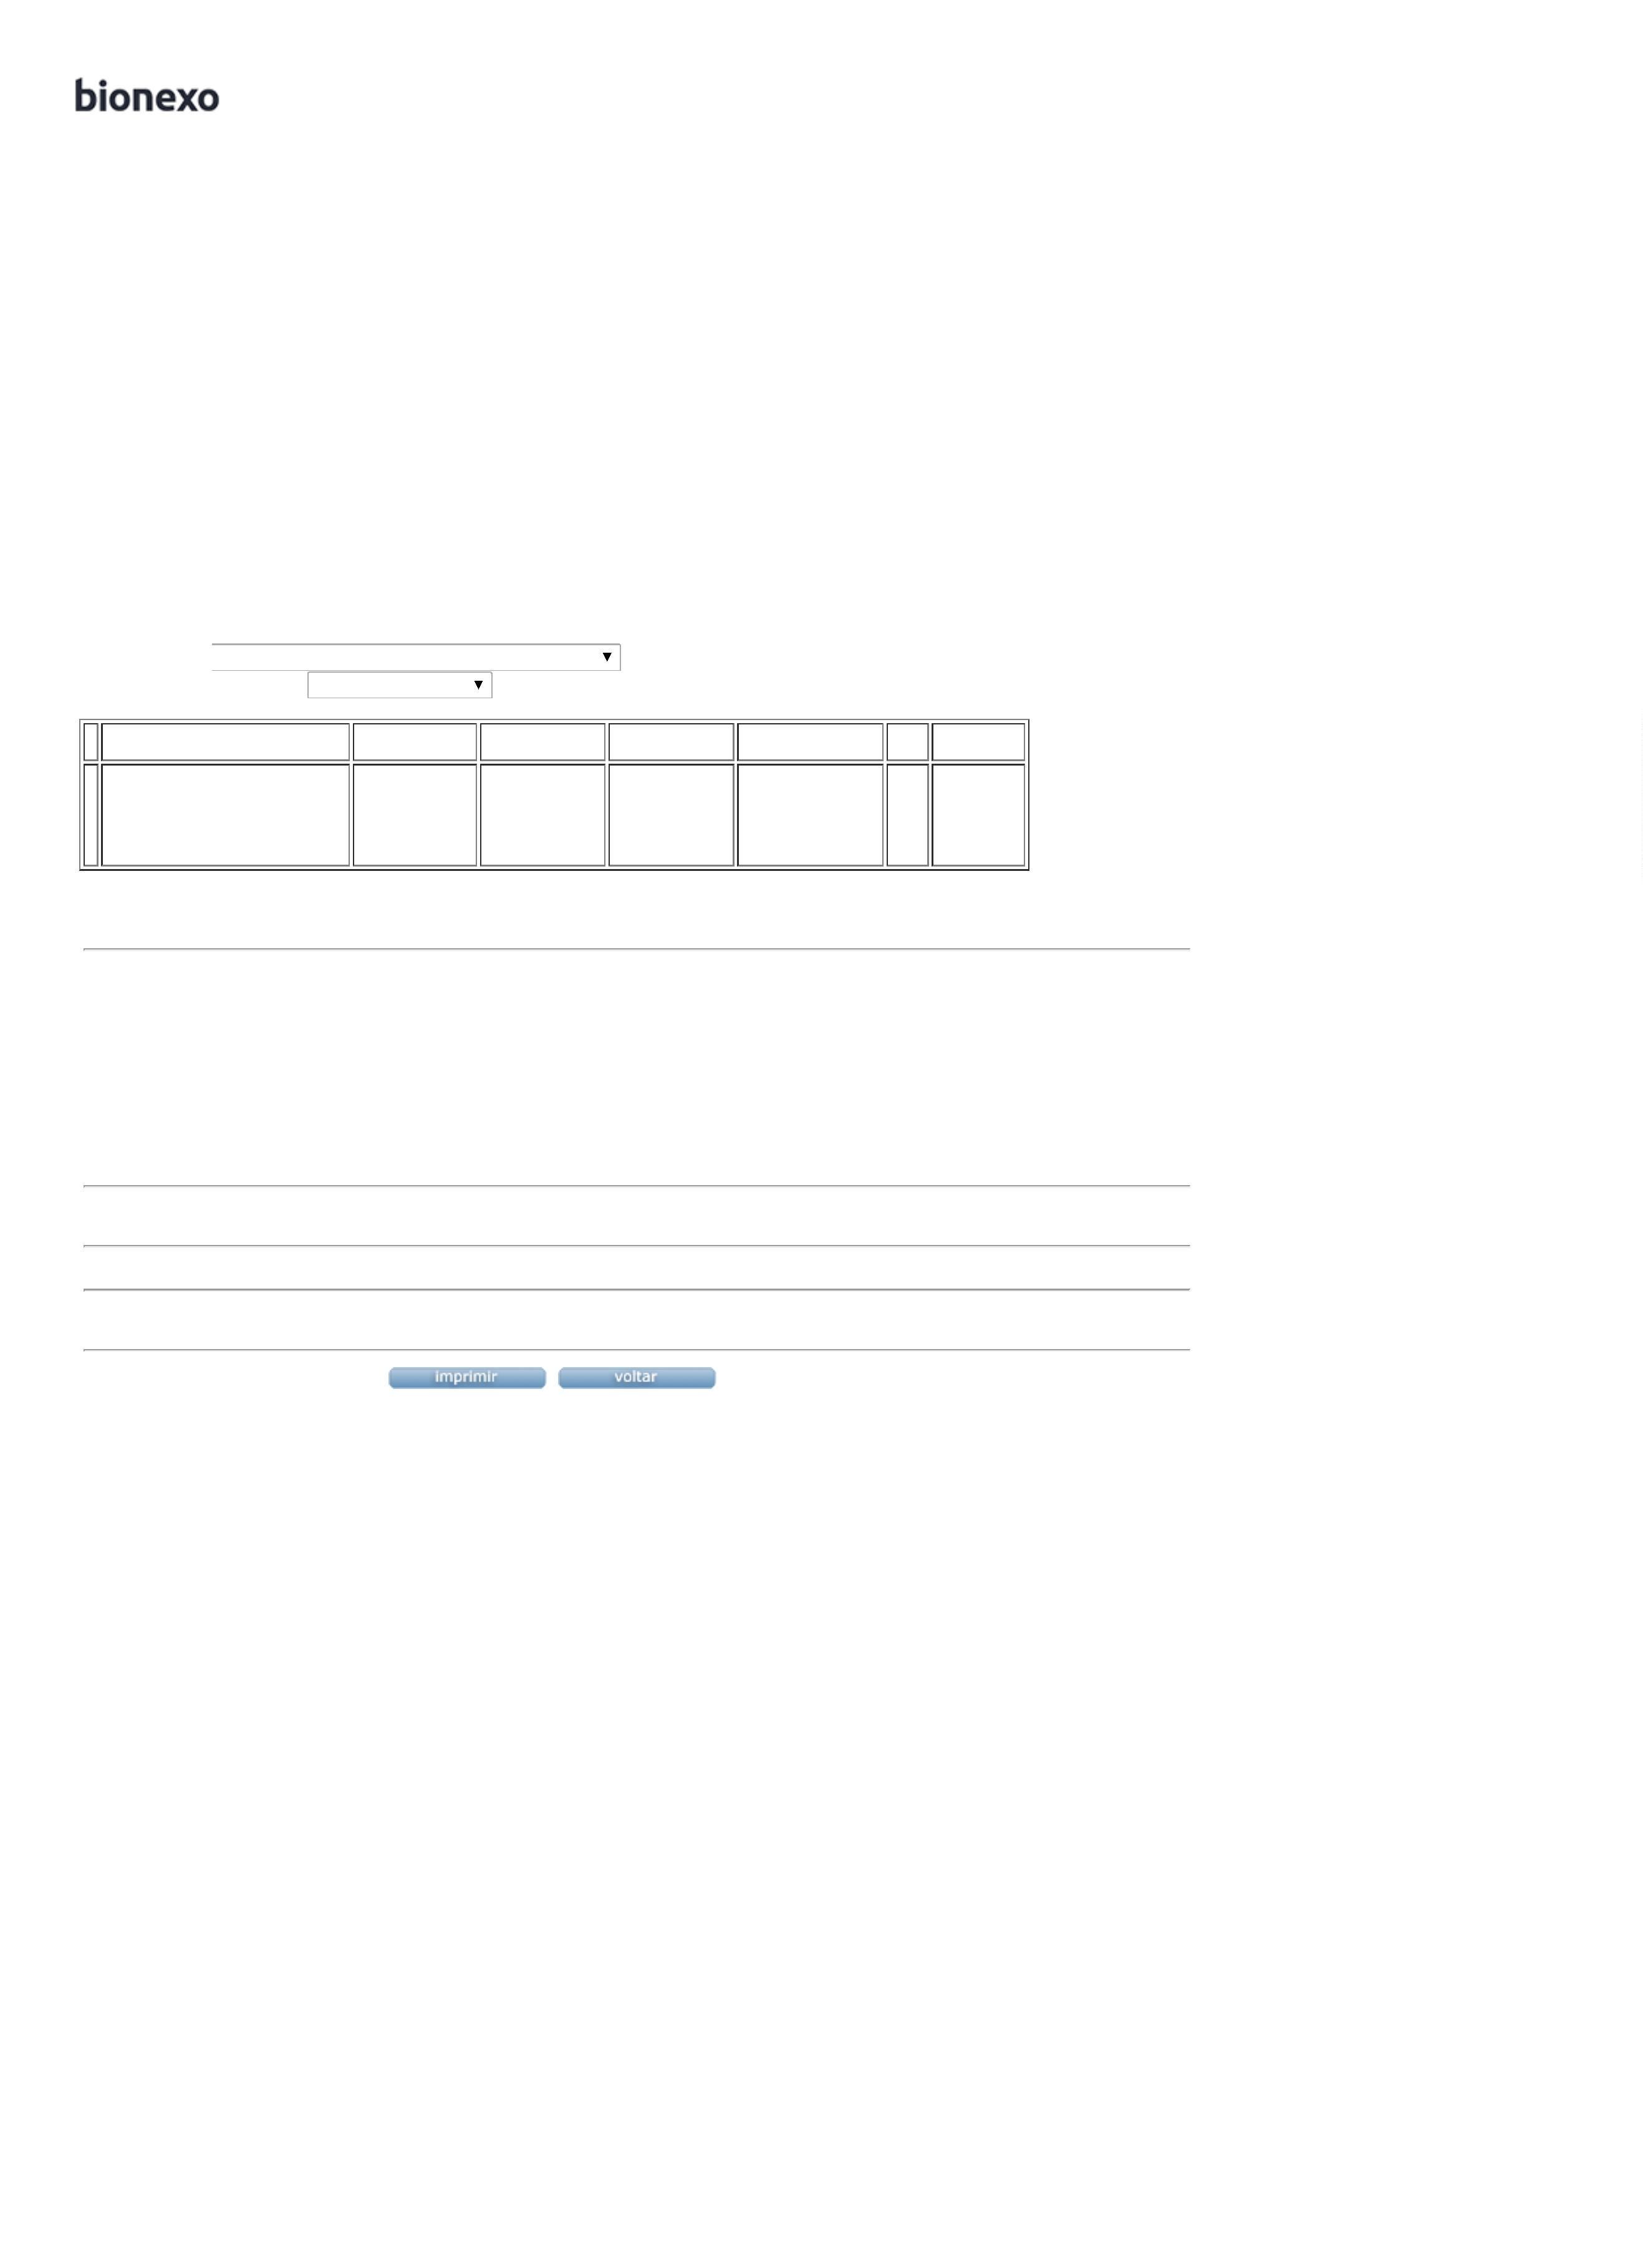 bionexo
▼
▼
imprimir voltar